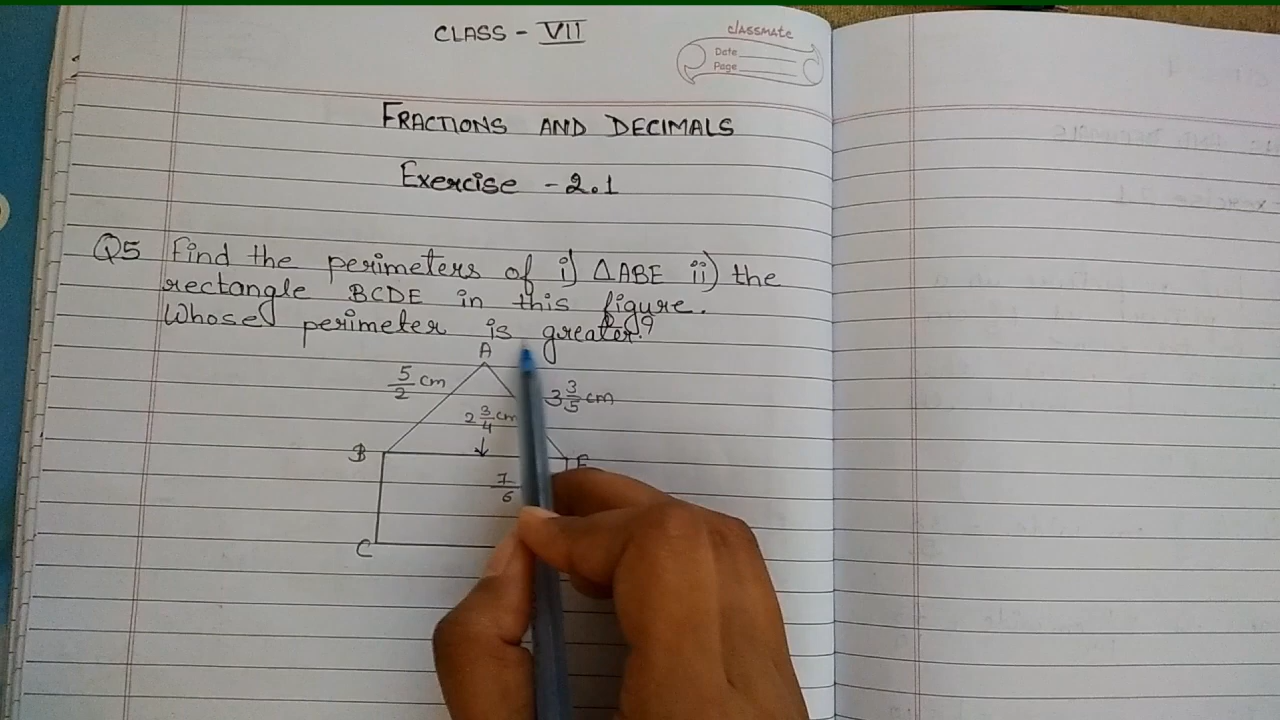 CLASS - VII
classmate
Date
Page
FRACTIONS AND DECIMALS
Exercise - 2.1
Q5 Find the perimeters of i) △ABE ii) the
rectangle BCDE in this figure.
Whose perimeter is greater?
A
5/2 cm
3 3/5 cm
2 3/4 cm
B
E
7/6
C